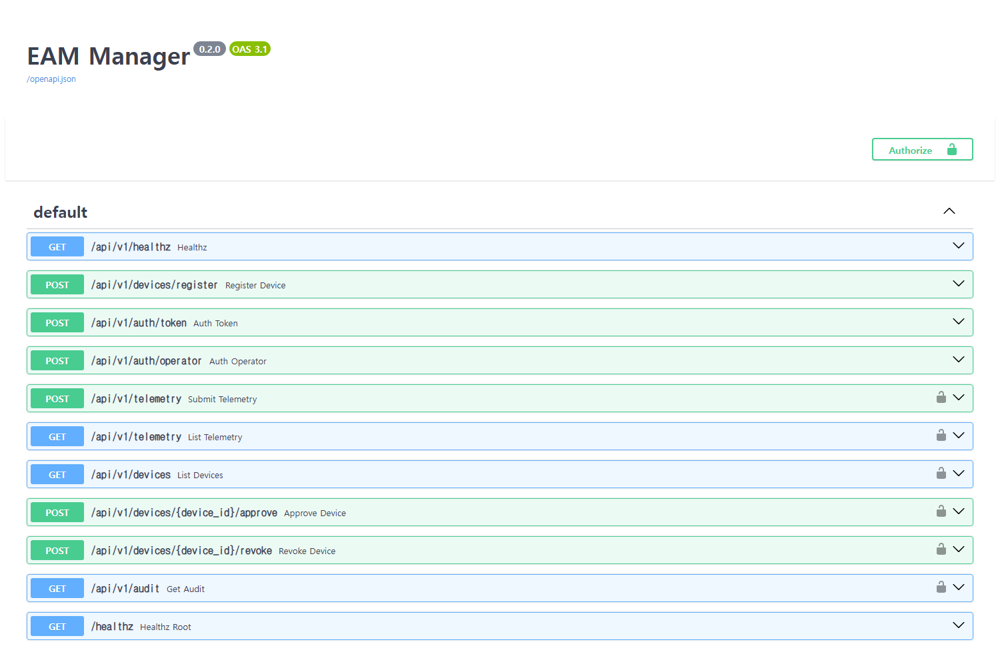 EAM Manager 0.2.0 OAS 3.1
/openapi.json
Authorize
default
GET /api/v1/healthz Healthz
POST /api/v1/devices/register Register Device
POST /api/v1/auth/token Auth Token
POST /api/v1/auth/operator Auth Operator
POST /api/v1/telemetry Submit Telemetry
GET /api/v1/telemetry List Telemetry
GET /api/v1/devices List Devices
POST /api/v1/devices/{device_id}/approve Approve Device
POST /api/v1/devices/{device_id}/revoke Revoke Device
GET /api/v1/audit Get Audit
GET /healthz Healthz Root